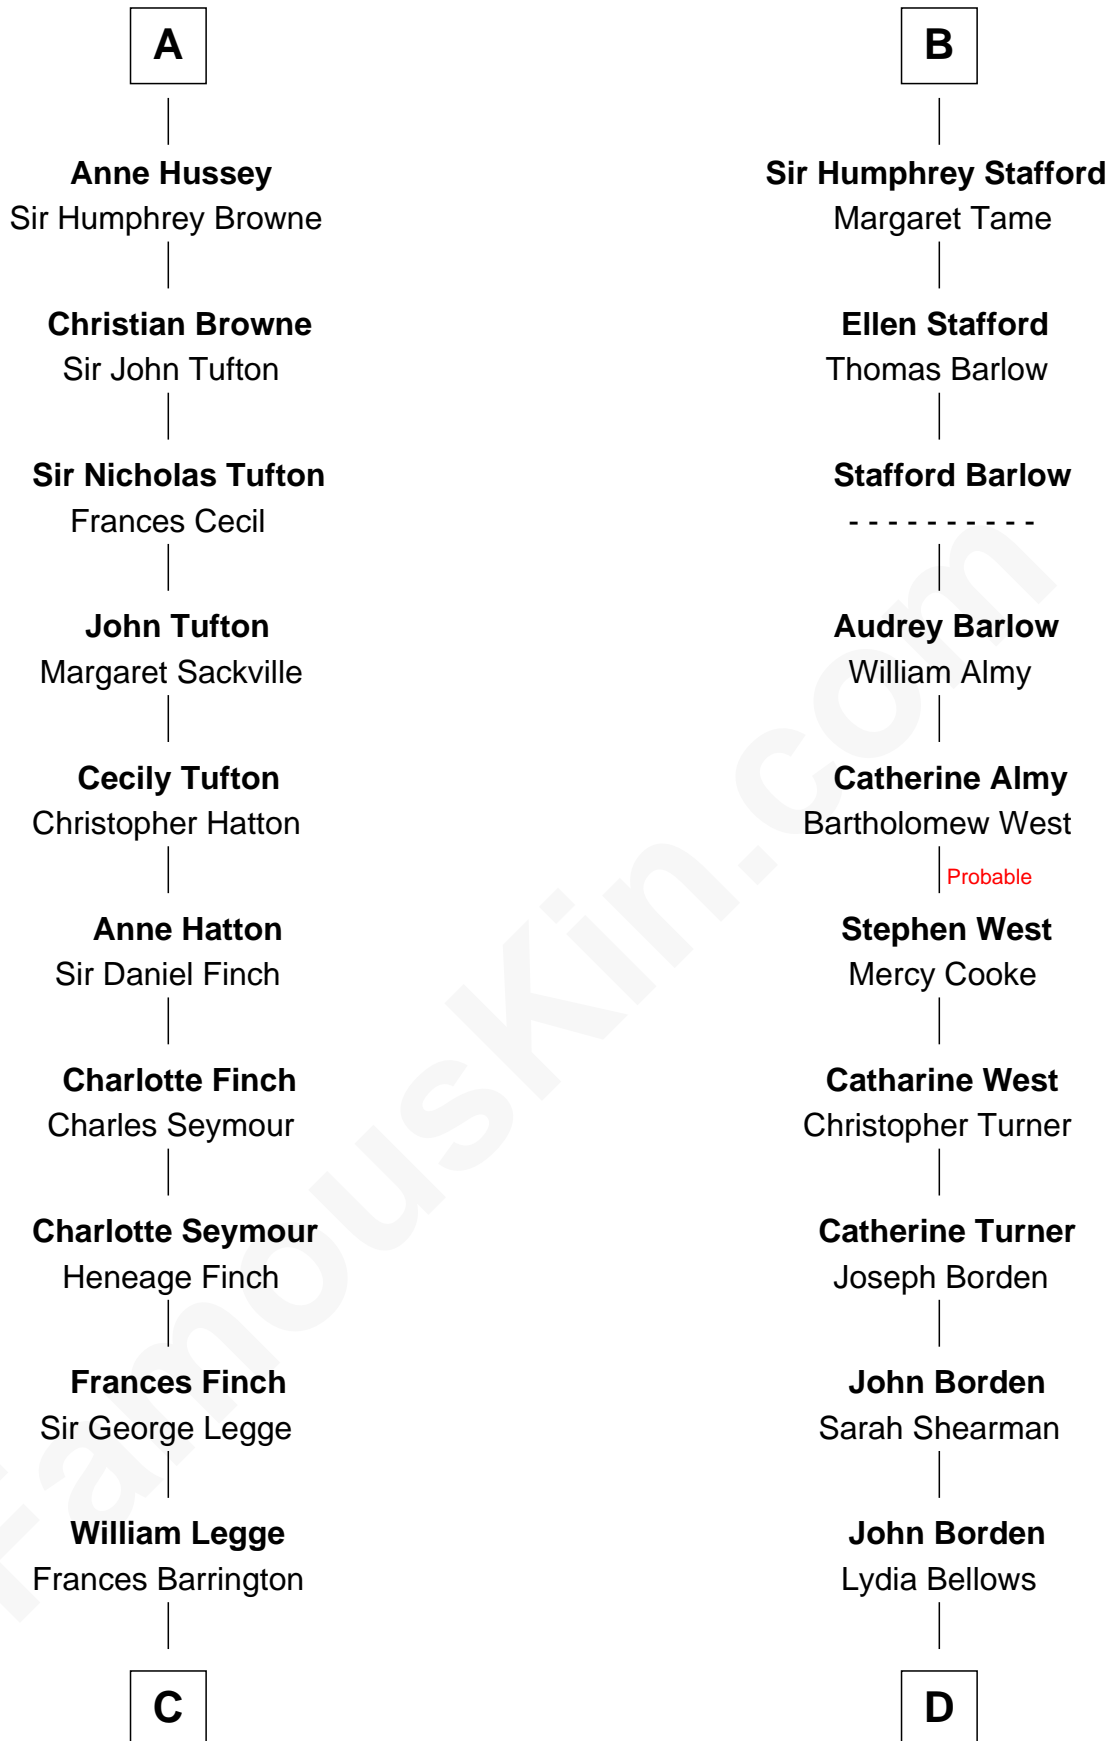 A
Anne Hussey
Sir Humphrey Browne
Christian Browne
Sir John Tufton
Sir Nicholas Tufton
Frances Cecil
John Tufton
Margaret Sackville
Cecily Tufton
Christopher Hatton
Anne Hatton
Sir Daniel Finch
Charlotte Finch
Charles Seymour
Charlotte Seymour
Heneage Finch
Frances Finch
Sir George Legge
William Legge
Frances Barrington
C
B
Sir Humphrey Stafford
Margaret Tame
Ellen Stafford
Thomas Barlow
Stafford Barlow
- - - - - - - - - -
Audrey Barlow
William Almy
Catherine Almy
Bartholomew West
Probable
Stephen West
Mercy Cooke
Catharine West
Christopher Turner
Catherine Turner
Joseph Borden
John Borden
Sarah Shearman
John Borden
Lydia Bellows
D
FamousKin.com